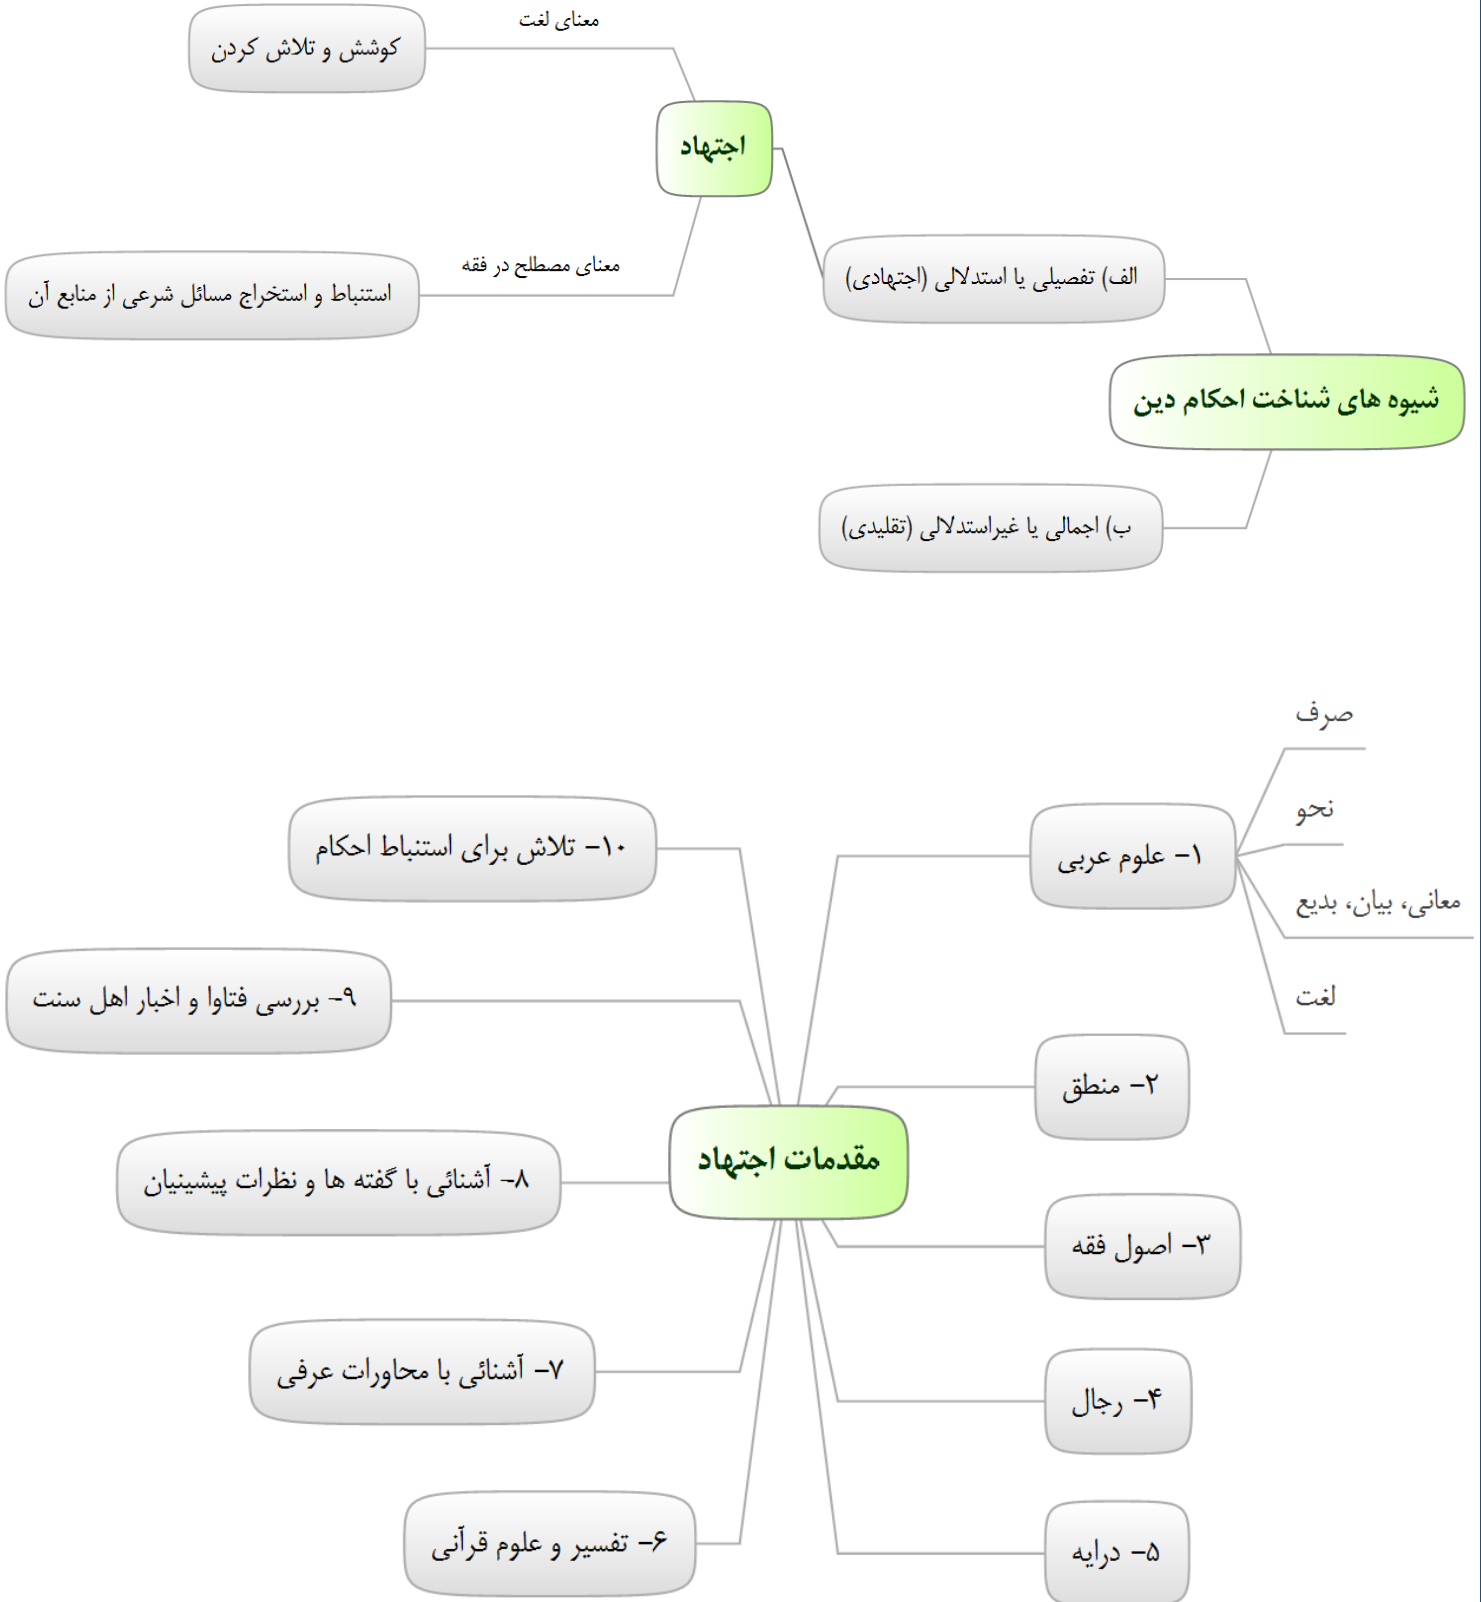 شیوه های شناخت احکام دین
الف) تفصیلی یا استدلالی (اجتهادی)
اجتهاد
معنای لغت
کوشش و تلاش کردن
معنای مصطلح در فقه
استنباط و استخراج مسائل شرعی از منابع آن
ب) اجمالی یا غیراستدلالی (تقلیدی)
مقدمات اجتهاد
۱- علوم عربی
صرف
نحو
معانی، بیان، بدیع
لغت
۲- منطق
۳- اصول فقه
۴- رجال
۵- درایه
۶- تفسیر و علوم قرآنی
۷- آشنائی با محاورات عرفی
۸- آشنائی با گفته ها و نظرات پیشینیان
۹- بررسی فتاوا و اخبار اهل سنت
۱۰- تلاش برای استنباط احکام